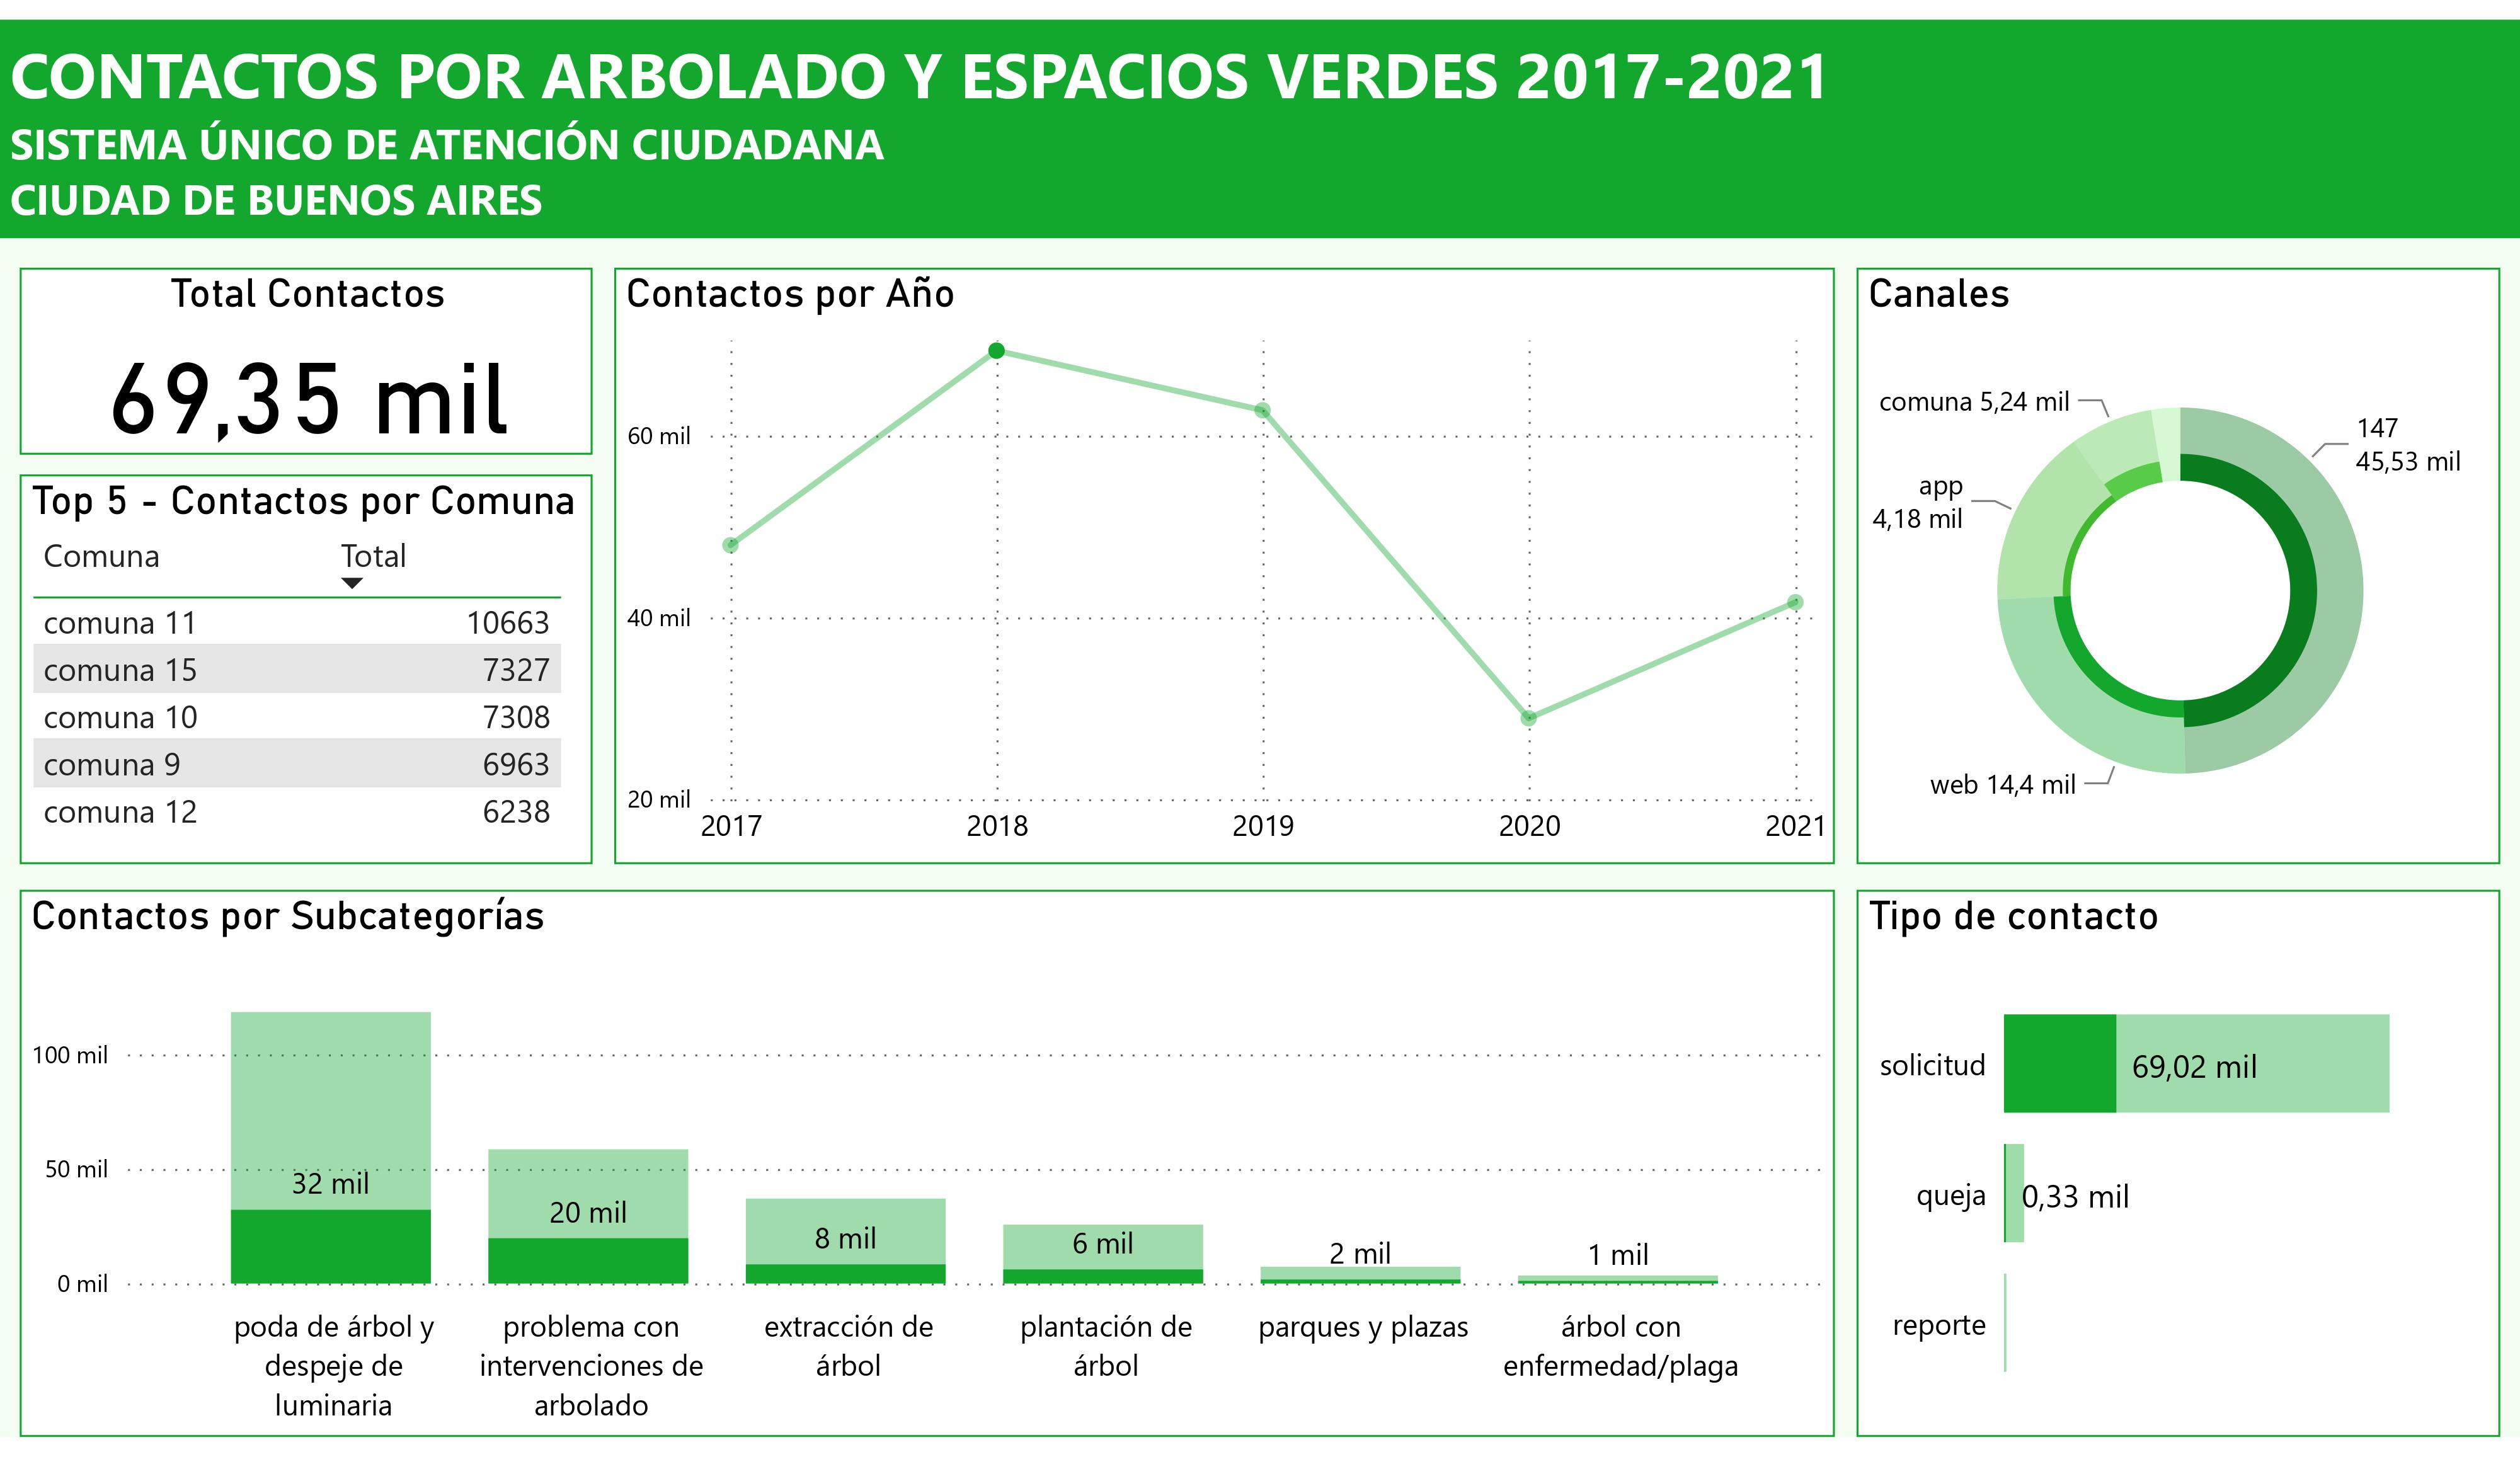 CONTACTOS POR ARBOLADO Y ESPACIOS VERDES 2017-2021
SISTEMA ÚNICO DE ATENCIÓN CIUDADANA
CIUDAD DE BUENOS AIRES
Total Contactos
69,35 mil
Top 5 - Contactos por Comuna
Comuna Total
comuna 11 10663
comuna 15 7327
comuna 10 7308
comuna 9 6963
comuna 12 6238
Contactos por Año
60 mil
40 mil
20 mil
2017 2018 2019 2020 2021
Canales
comuna 5,24 mil
147
45,53 mil
app
4,18 mil
web 14,4 mil
Contactos por Subcategorías
100 mil
50 mil
0 mil
32 mil
20 mil
8 mil
6 mil
2 mil
1 mil
poda de árbol y
despeje de
luminaria
problema con
intervenciones de
arbolado
extracción de
árbol
plantación de
árbol
parques y plazas
árbol con
enfermedad/plaga
Tipo de contacto
solicitud 69,02 mil
queja 0,33 mil
reporte